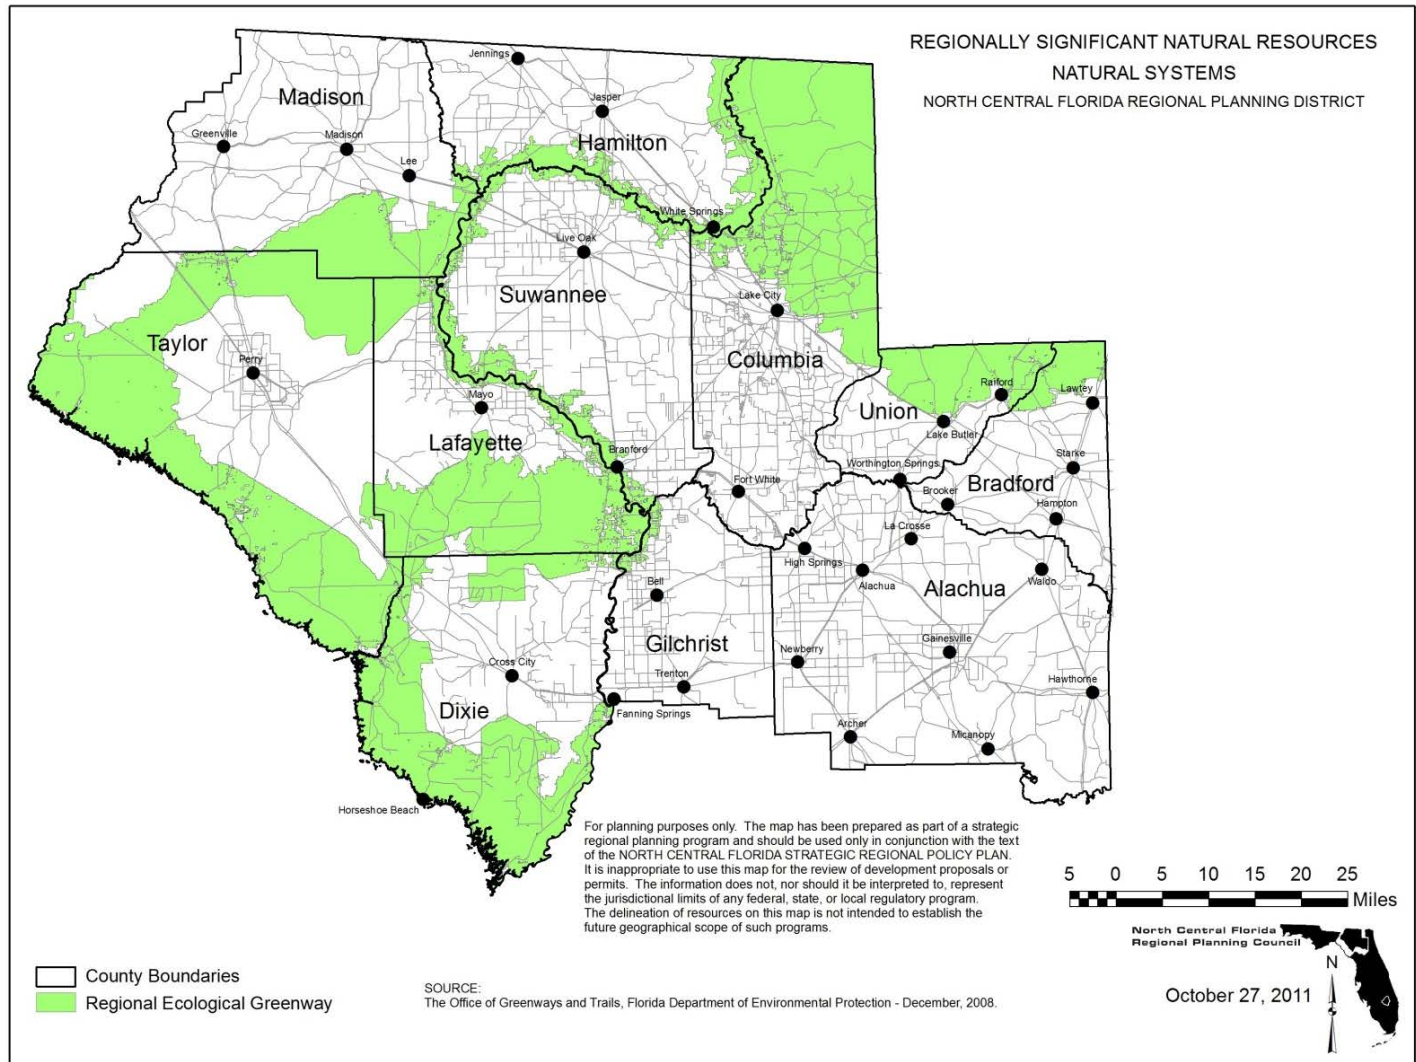 REGIONALLY SIGNIFICANT NATURAL RESOURCES
NATURAL SYSTEMS
NORTH CENTRAL FLORIDA REGIONAL PLANNING DISTRICT
Jennings
Madison
Jasper
Greenville
Madison
Hamilton
Lee
White Springs
Live Oak
Suwannee
Lake City
Taylor
Perry
Columbia
Raiford
Lawtey
Mayo
Union
Lafayette
Lake Butler
Branford
Starke
Worthington Springs
Fort White
Bradford
Brooker
Hampton
La Crosse
High Springs
Bell
Alachua
Alachua
Waldo
Gilchrist
Gainesville
Newberry
Cross City
Trenton
Hawthorne
Dixie
Fanning Springs
Archer
Micanopy
Horseshoe Beach
For planning purposes only. The map has been prepared as part of a strategic
regional planning program and should be used only in conjunction with the text
of the NORTH CENTRAL FLORIDA STRATEGIC REGIONAL POLICY PLAN.
It is inappropriate to use this map for the review of development proposals or
permits. The information does not, nor should it be interpreted to, represent
the jurisdictional limits of any federal, state, or local regulatory program.
The delineation of resources on this map is not intended to establish the
future geographical scope of such programs.
5 0 5 10 15 20 25
Miles
North Central Florida
Regional Planning Council
N
October 27, 2011
County Boundaries
Regional Ecological Greenway
SOURCE:
The Office of Greenways and Trails, Florida Department of Environmental Protection - December, 2008.